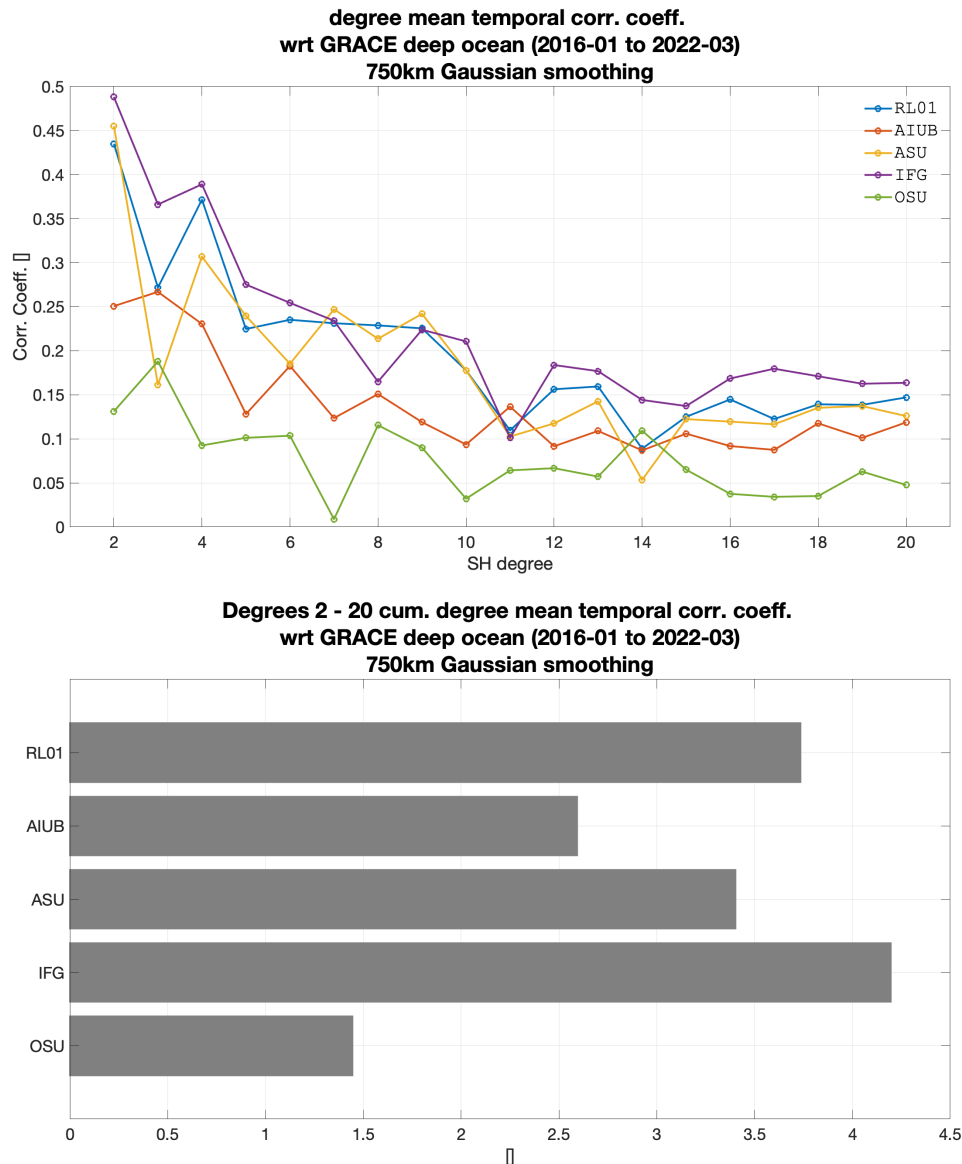 degree mean temporal corr. coeff.
wrt GRACE deep ocean (2016-01 to 2022-03)
750km Gaussian smoothing
0.5
0.45
0.4
0.35
0.3
0.25
0.2
0.15
0.1
0.05
0
Corr. Coeff. []
RL01
AIUB
ASU
IFG
OSU
2 4 6 8 10 12 14 16 18 20
SH degree
Degrees 2 - 20 cum. degree mean temporal corr. coeff.
wrt GRACE deep ocean (2016-01 to 2022-03)
750km Gaussian smoothing
RL01
AIUB
ASU
IFG
OSU
0 0.5 1 1.5 2 2.5 3 3.5 4 4.5
[]